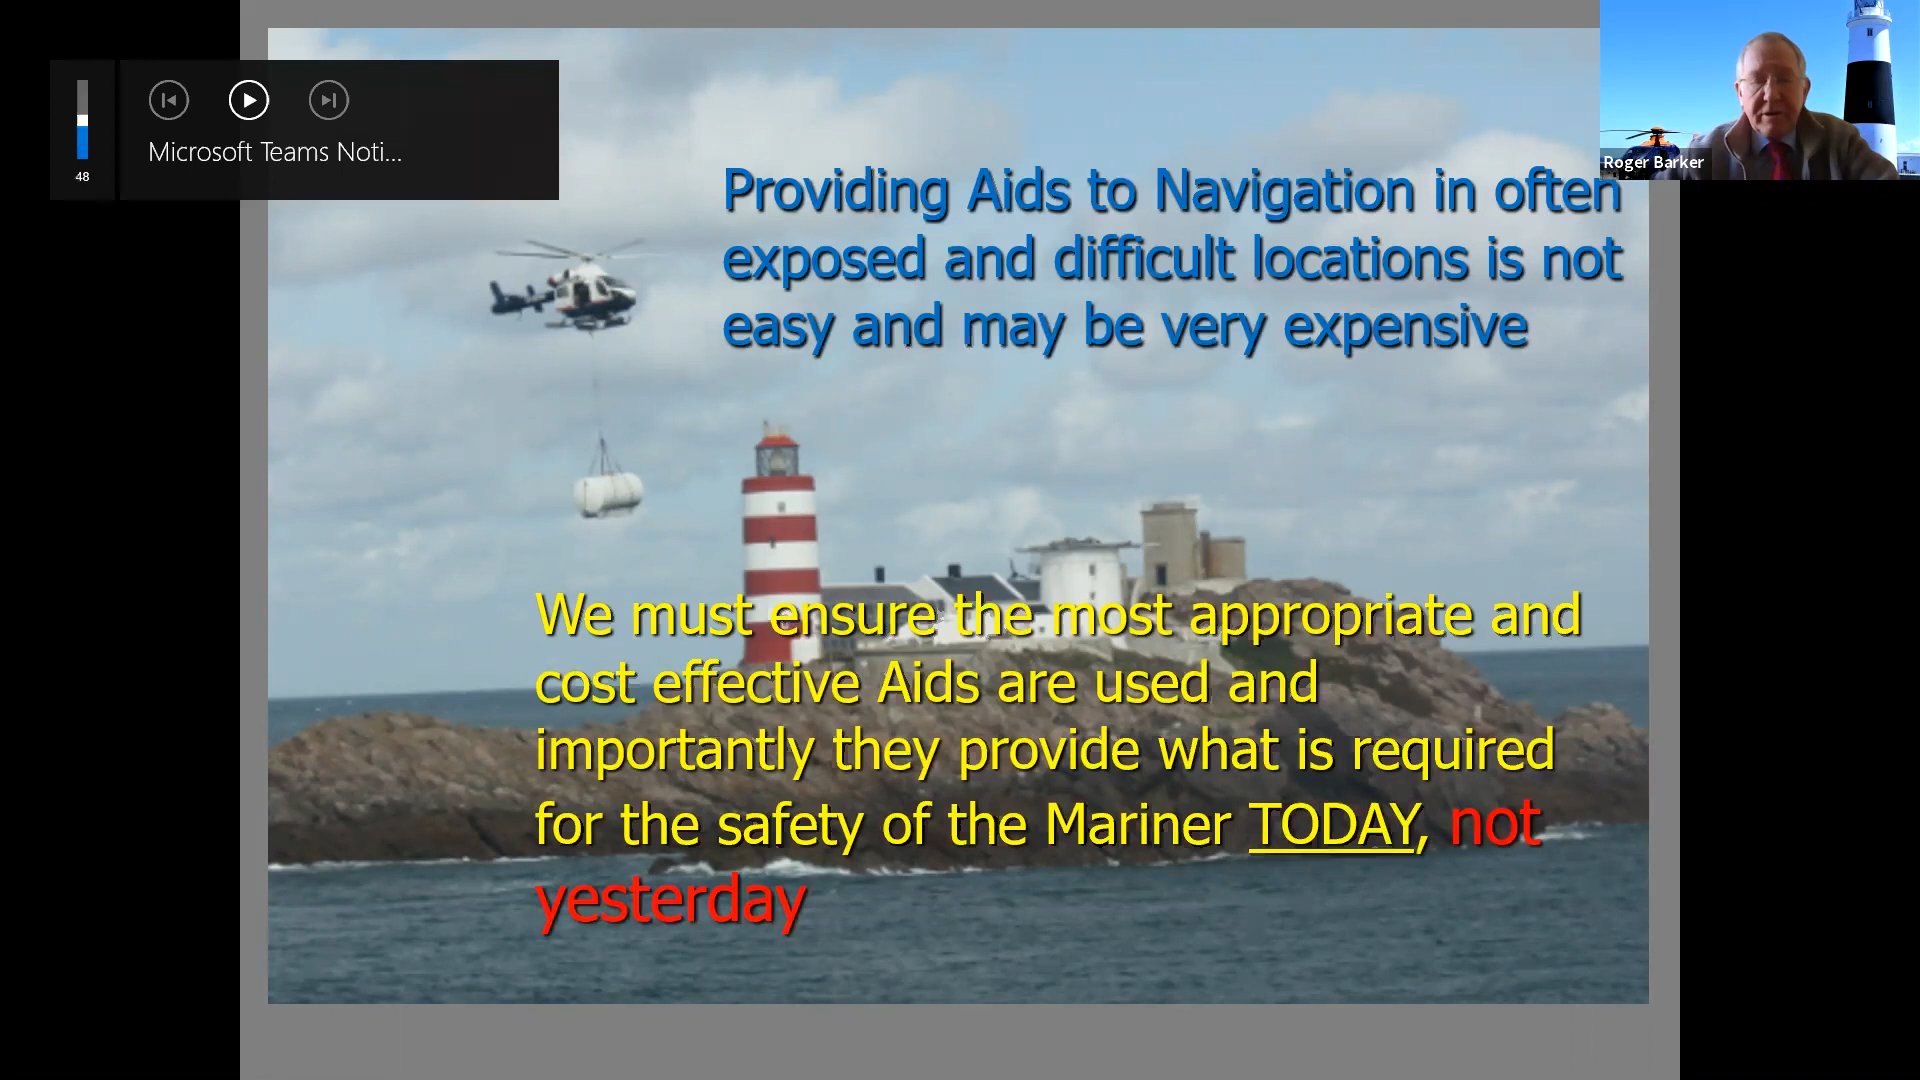 48
Microsoft Teams Noti...
Roger Barker
Providing Aids to Navigation in often
exposed and difficult locations is not
easy and may be very expensive
We must ensure the most appropriate and
cost effective Aids are used and
importantly they provide what is required
for the safety of the Mariner TODAY, not
yesterday